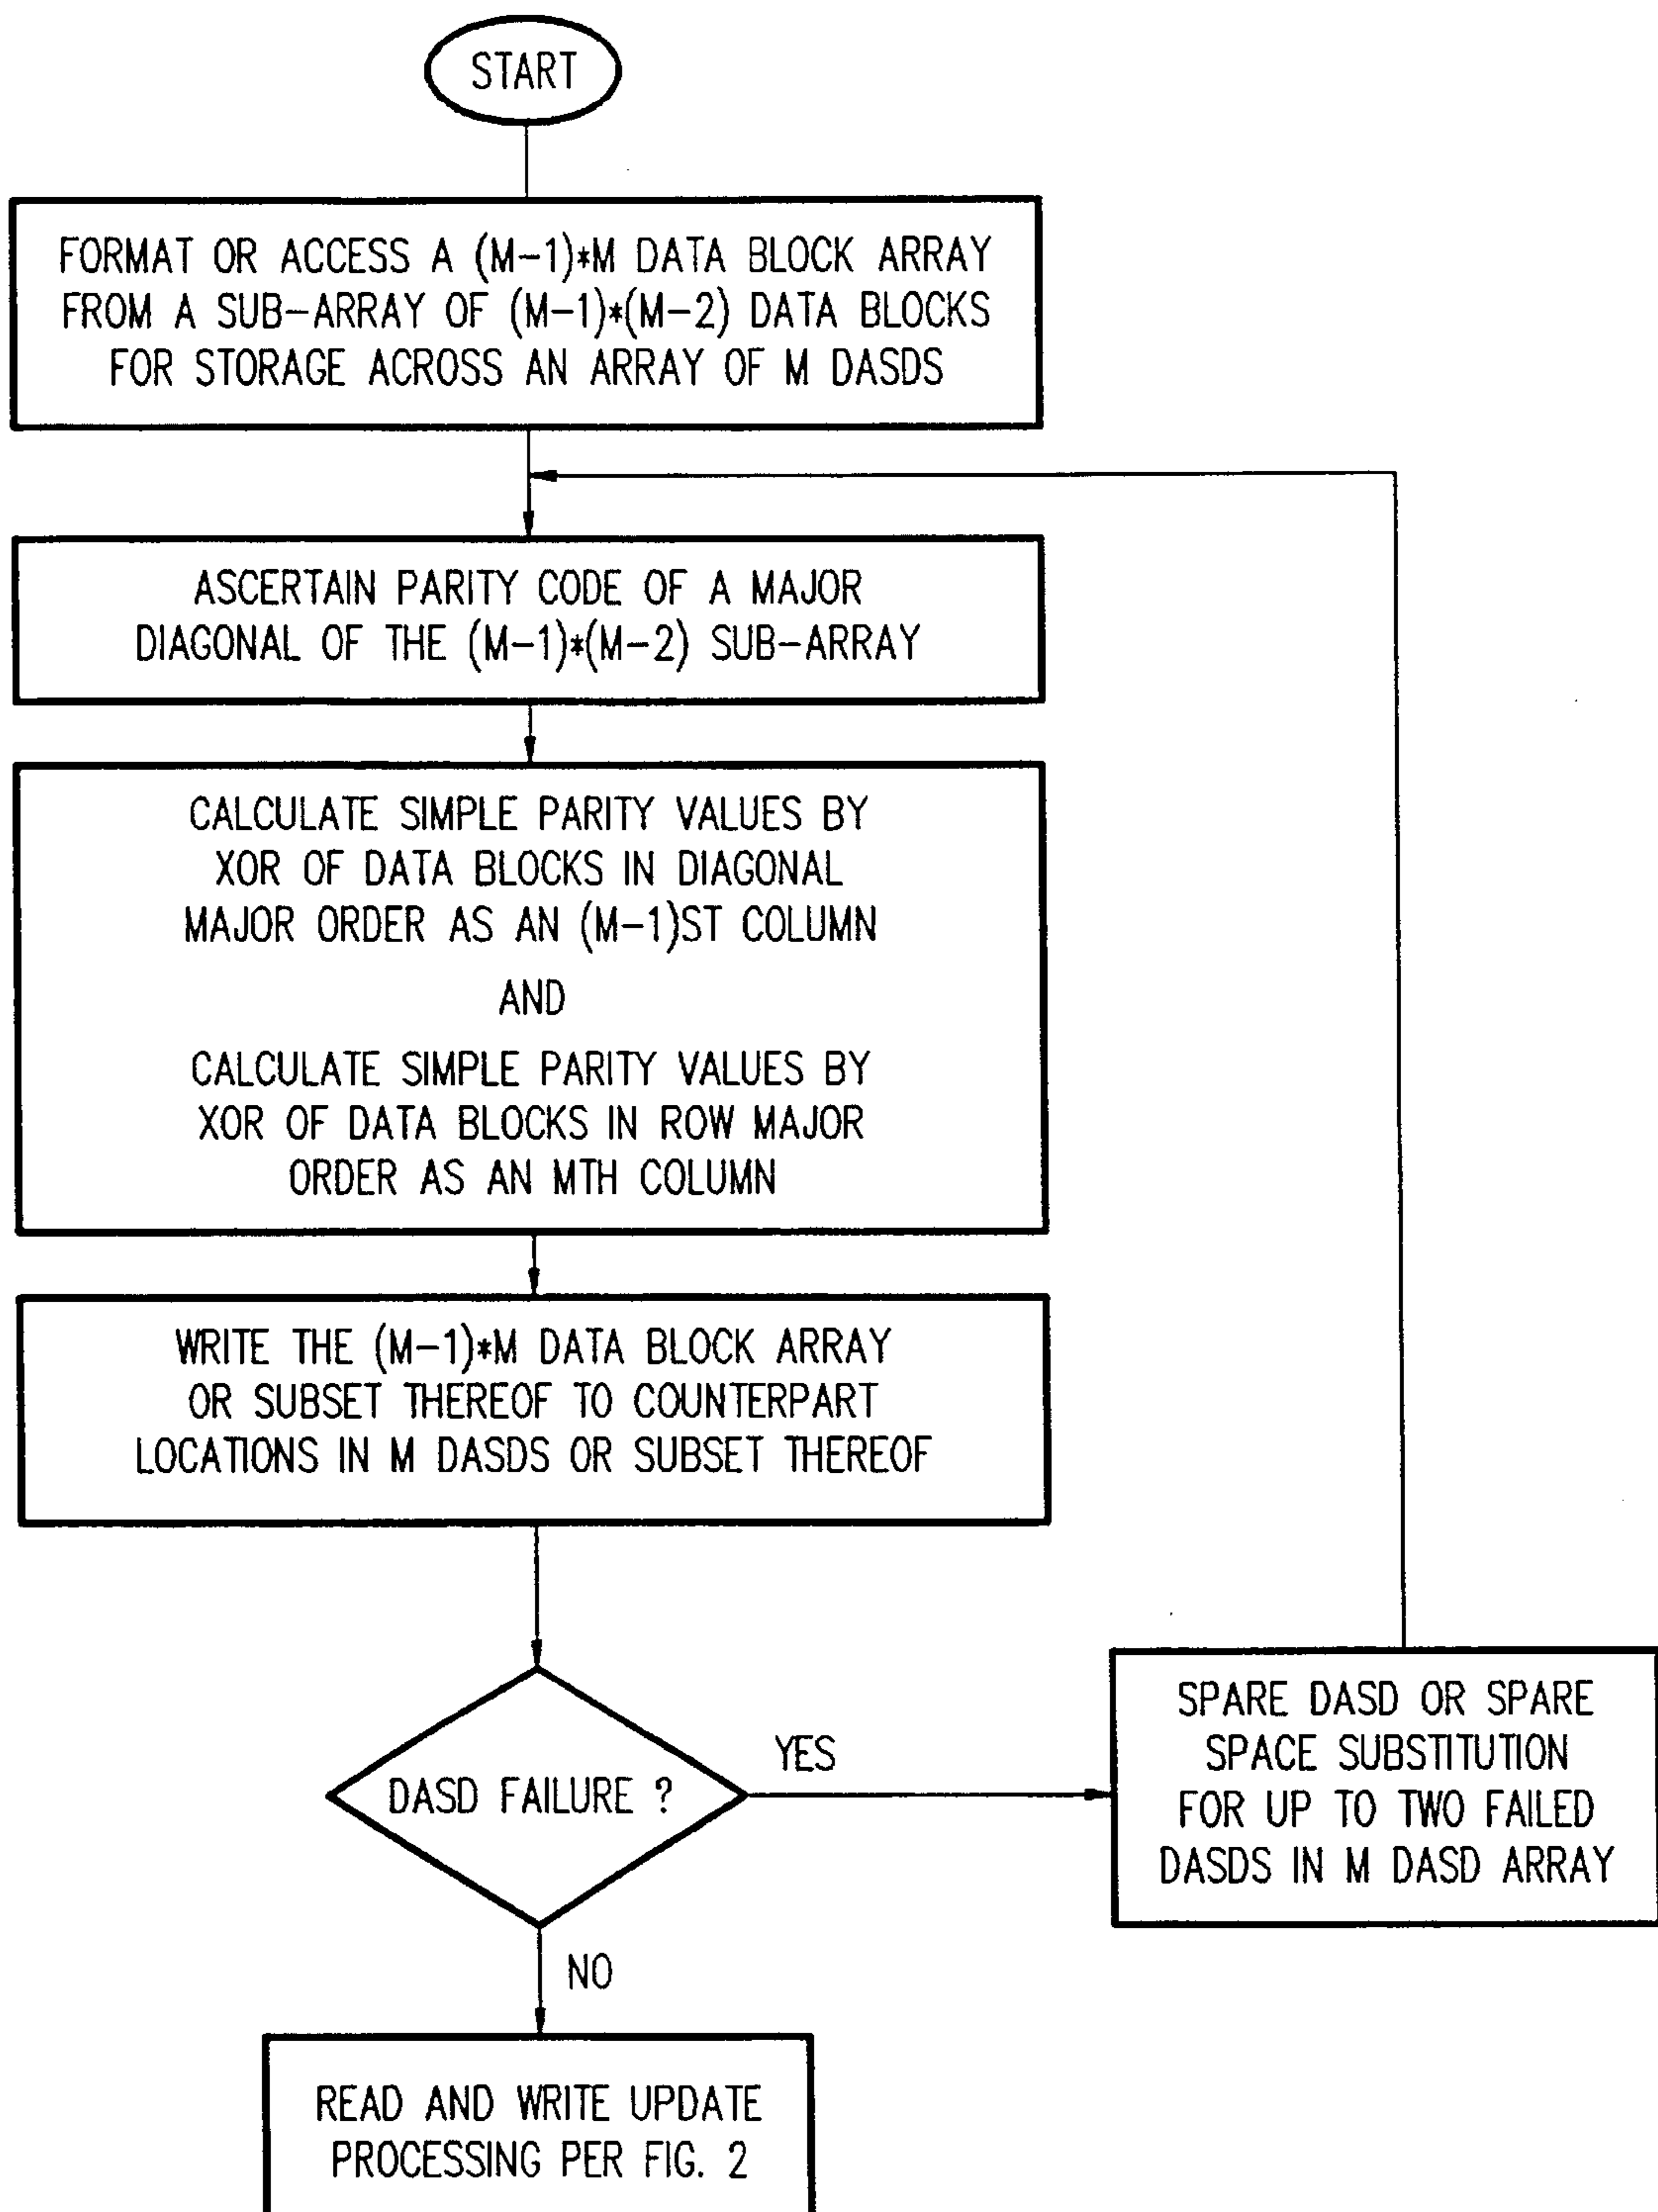 START
FORMAT OR ACCESS A (M-1)*M DATA BLOCK ARRAY
FROM A SUB-ARRAY OF (M-1)*(M-2) DATA BLOCKS
FOR STORAGE ACROSS AN ARRAY OF M DASDS
ASCERTAIN PARITY CODE OF A MAJOR
DIAGONAL OF THE (M-1)*(M-2) SUB-ARRAY
CALCULATE SIMPLE PARITY VALUES BY
XOR OF DATA BLOCKS IN DIAGONAL
MAJOR ORDER AS AN (M-1)ST COLUMN
AND
CALCULATE SIMPLE PARITY VALUES BY
XOR OF DATA BLOCKS IN ROW MAJOR
ORDER AS AN MTH COLUMN
WRITE THE (M-1)*M DATA BLOCK ARRAY
OR SUBSET THEREOF TO COUNTERPART
LOCATIONS IN M DASDS OR SUBSET THEREOF
DASD FAILURE ?
YES
SPARE DASD OR SPARE
SPACE SUBSTITUTION
FOR UP TO TWO FAILED
DASDS IN M DASD ARRAY
NO
READ AND WRITE UPDATE
PROCESSING PER FIG. 2